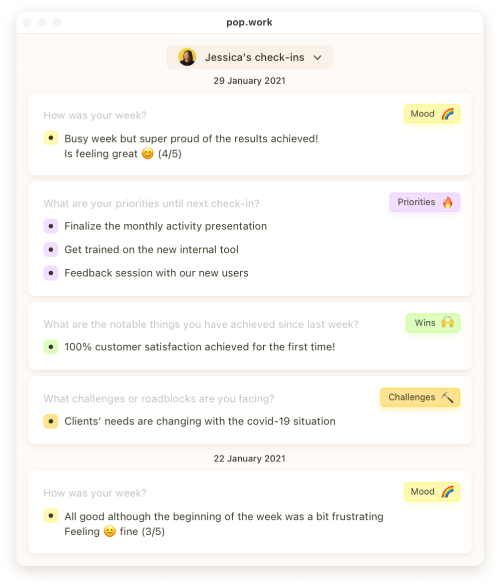 pop.work
Jessica's check-ins
29 January 2021
How was your week?
Mood 🌈
Busy week but super proud of the results achieved!
Is feeling great 😊 (4/5)
What are your priorities until next check-in?
Priorities 🔥
Finalize the monthly activity presentation
Get trained on the new internal tool
Feedback session with our new users
What are the notable things you have achieved since last week?
Wins 🙌
100% customer satisfaction achieved for the first time!
What challenges or roadblocks are you facing?
Challenges ⛏️
Clients' needs are changing with the covid-19 situation
22 January 2021
How was your week?
Mood 🌈
All good although the beginning of the week was a bit frustrating
Feeling 😐 fine (3/5)